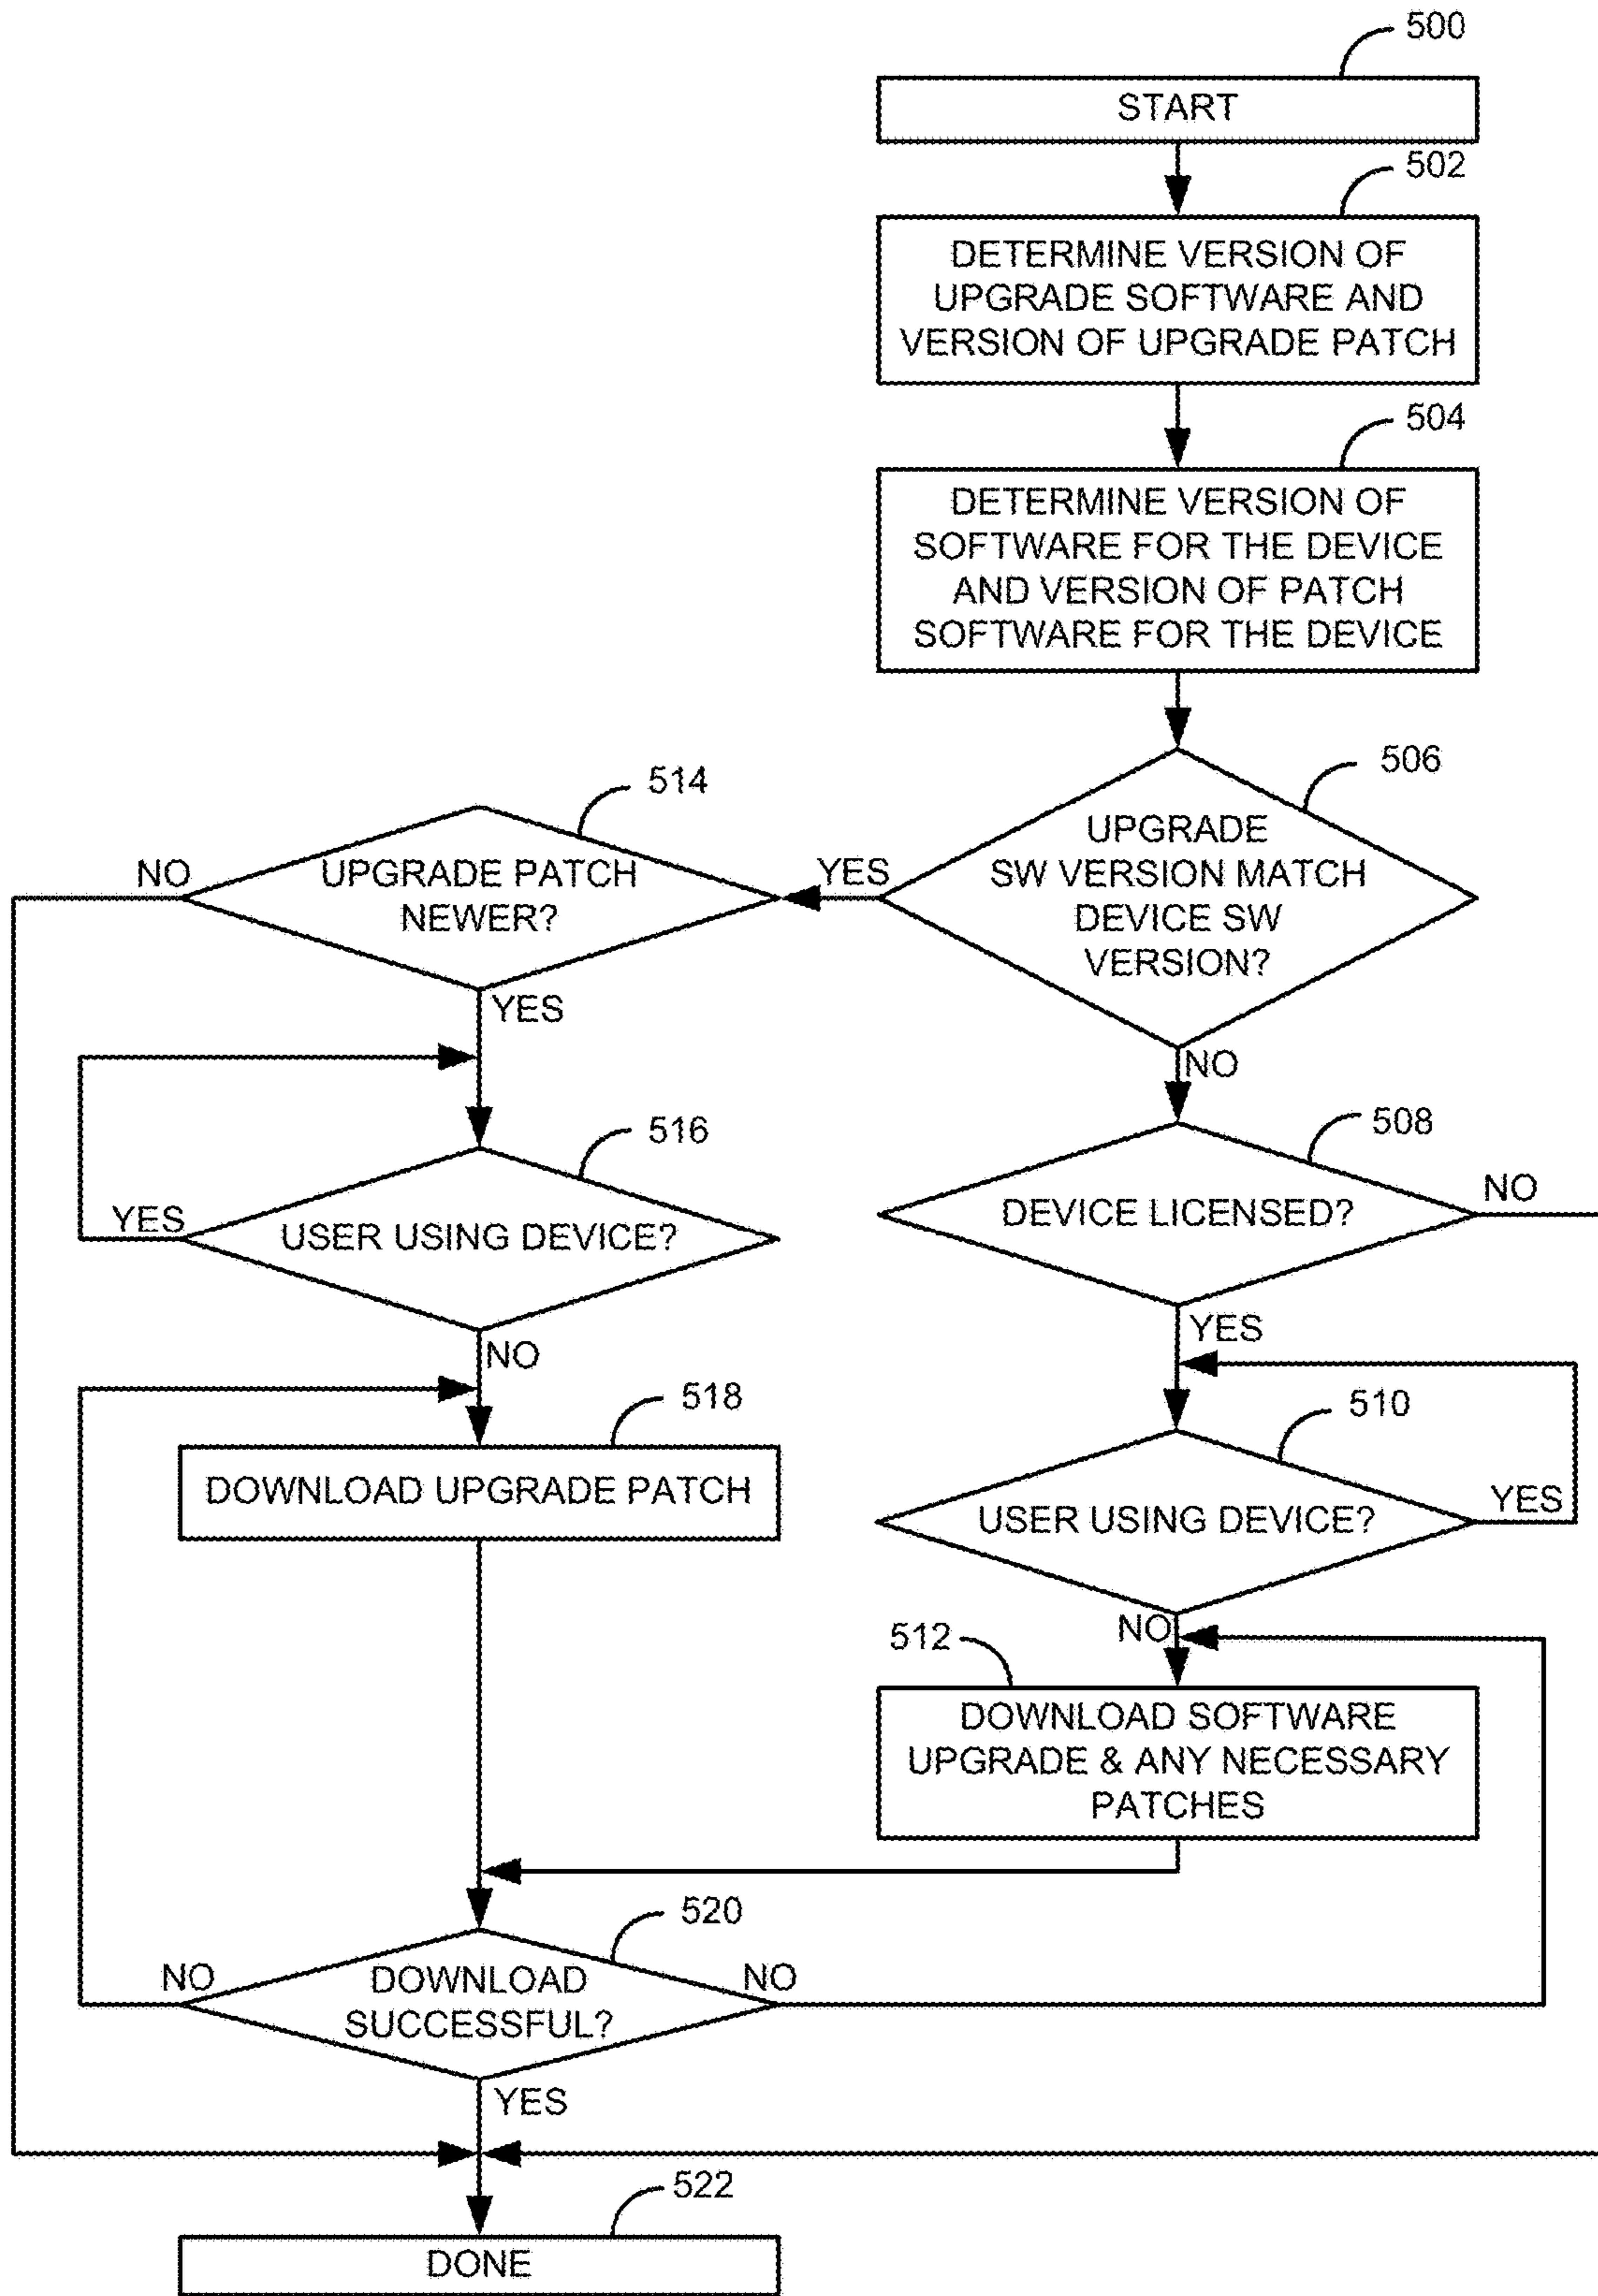 500
START
502
DETERMINE VERSION OF
UPGRADE SOFTWARE AND
VERSION OF UPGRADE PATCH
504
DETERMINE VERSION OF
SOFTWARE FOR THE DEVICE
AND VERSION OF PATCH
SOFTWARE FOR THE DEVICE
506
UPGRADE
SW VERSION MATCH
DEVICE SW
VERSION?
YES
NO
514
UPGRADE PATCH
NEWER?
NO
YES
508
DEVICE LICENSED?
NO
YES
516
USER USING DEVICE?
YES
NO
510
USER USING DEVICE?
YES
NO
518
DOWNLOAD UPGRADE PATCH
512
DOWNLOAD SOFTWARE
UPGRADE & ANY NECESSARY
PATCHES
520
DOWNLOAD
SUCCESSFUL?
NO
NO
YES
522
DONE